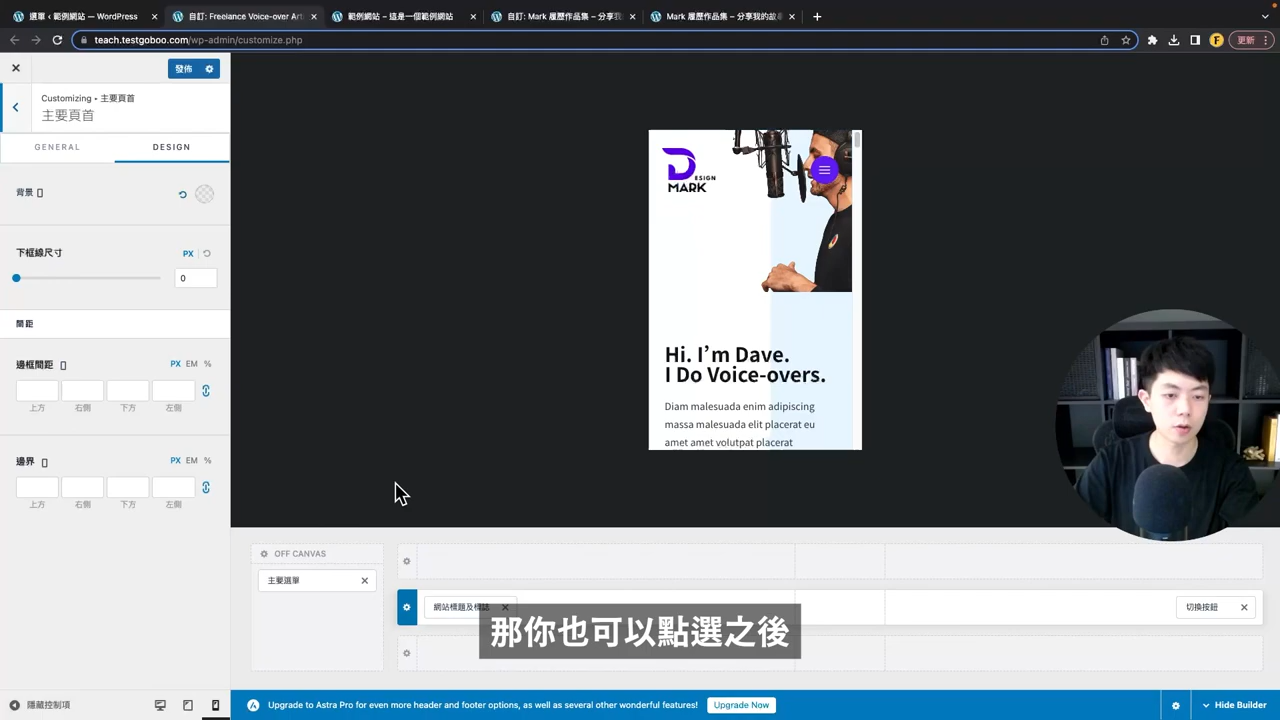 選單 ‹ 範例網站 — WordPress
自訂: Freelance Voice-over Art
範例網站 – 這是一個範例網站
自訂: Mark 履歷作品集 – 分享我
Mark 履歷作品集 – 分享我的故
teach.testgoboo.com/wp-admin/customize.php
更新
發佈
Customizing • 主要頁首
主要頁首
GENERAL
DESIGN
背景
下框線尺寸
PX
0
間距
邊框間距
PX EM %
上方 右側 下方 左側
邊界
PX EM %
上方 右側 下方 左側
DESIGN
MARK
Hi. I’m Dave.
I Do Voice-overs.
Diam malesuada enim adipiscing
massa malesuada elit placerat eu
amet amet volutpat placerat
OFF CANVAS
主要選單
網站標題及標誌
切換按鈕
那你也可以點選之後
隱藏控制項
Upgrade to Astra Pro for even more header and footer options, as well as several other wonderful features!
Upgrade Now
Hide Builder